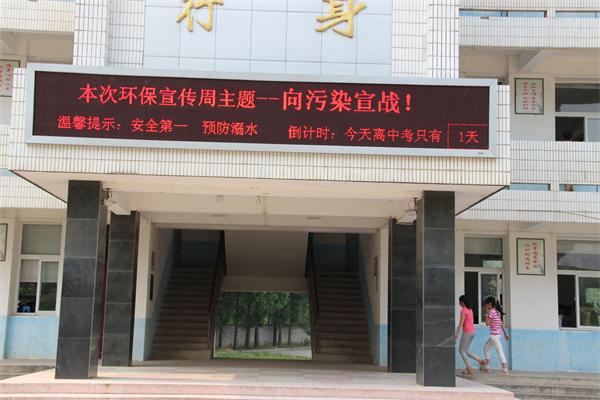 行 身
本次环保宣传周主题--向污染宣战！
温馨提示：安全第一 预防溺水 倒计时：今天高中考只有 1天